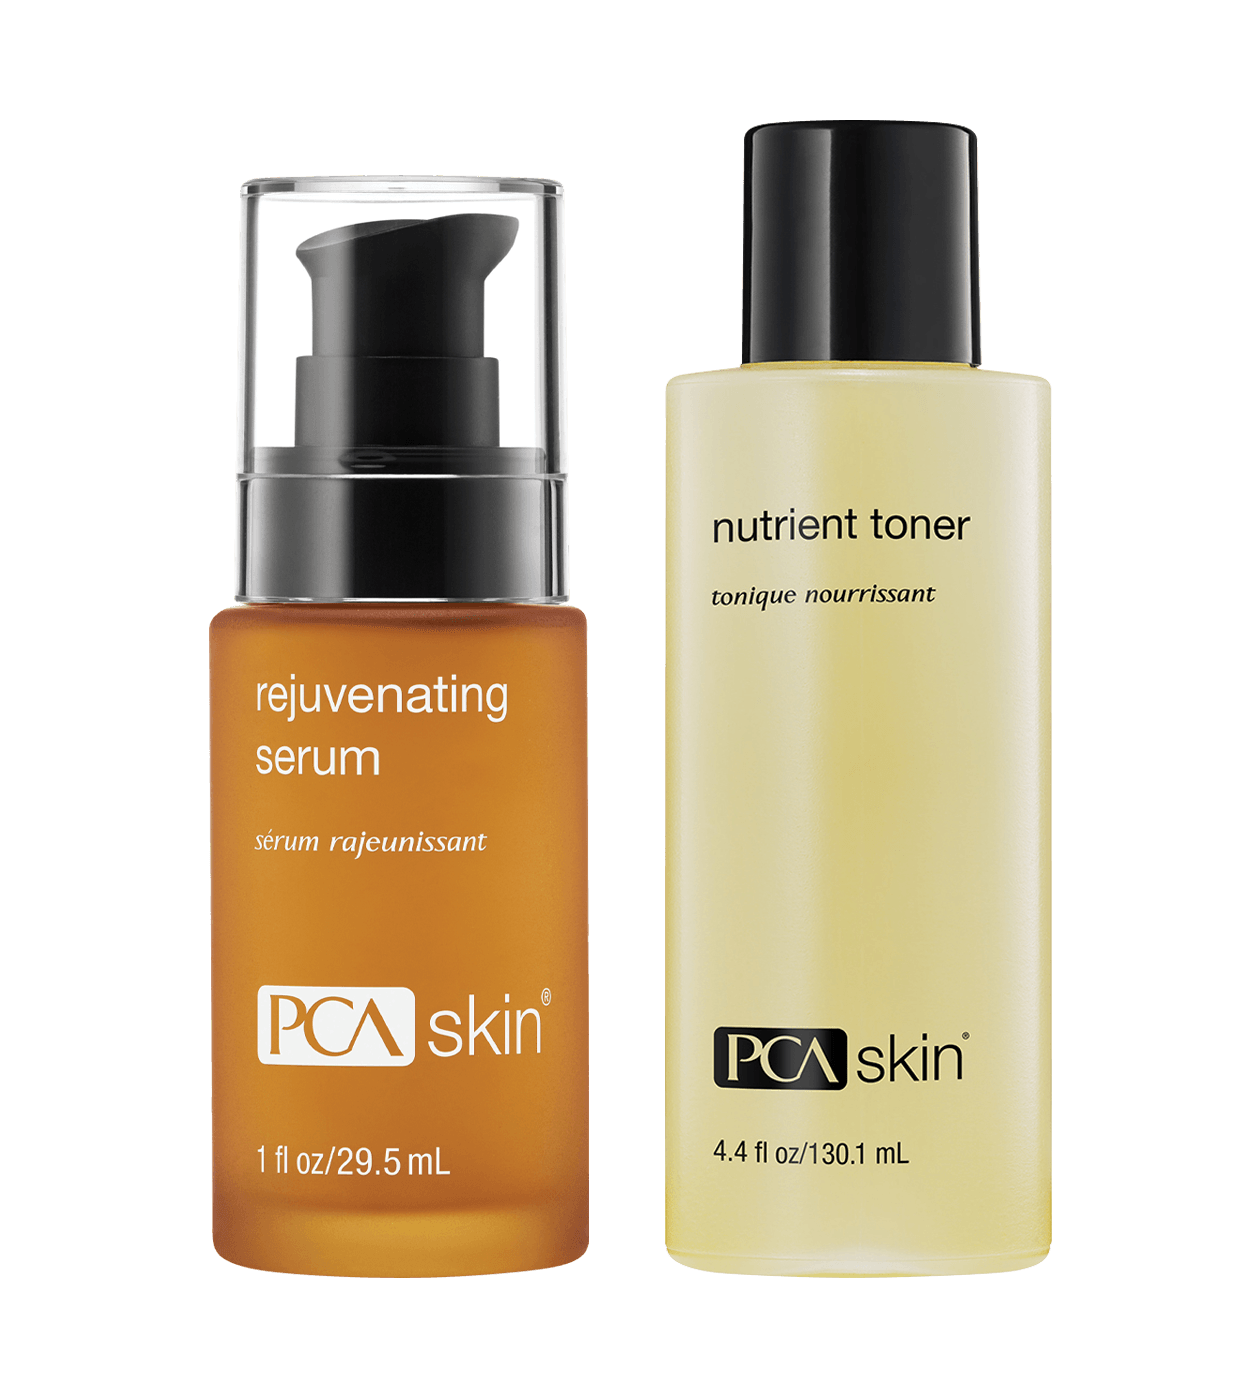 rejuvenating
serum
sérum rajeunissant
PCA skin®
1 fl oz/29.5 mL
nutrient toner
tonique nourrissant
PCA skin®
4.4 fl oz/130.1 mL